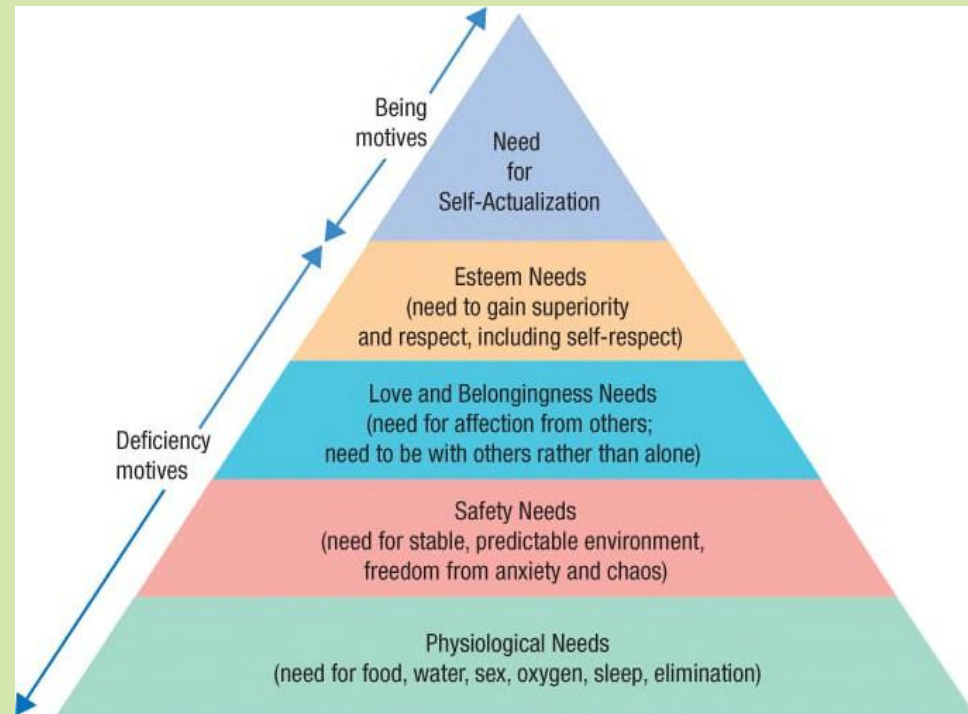 Being
motives
Need
for
Self-Actualization
Esteem Needs
(need to gain superiority
and respect, including self-respect)
Love and Belongingness Needs
(need for affection from others;
need to be with others rather than alone)
Deficiency
motives
Safety Needs
(need for stable, predictable environment,
freedom from anxiety and chaos)
Physiological Needs
(need for food, water, sex, oxygen, sleep, elimination)